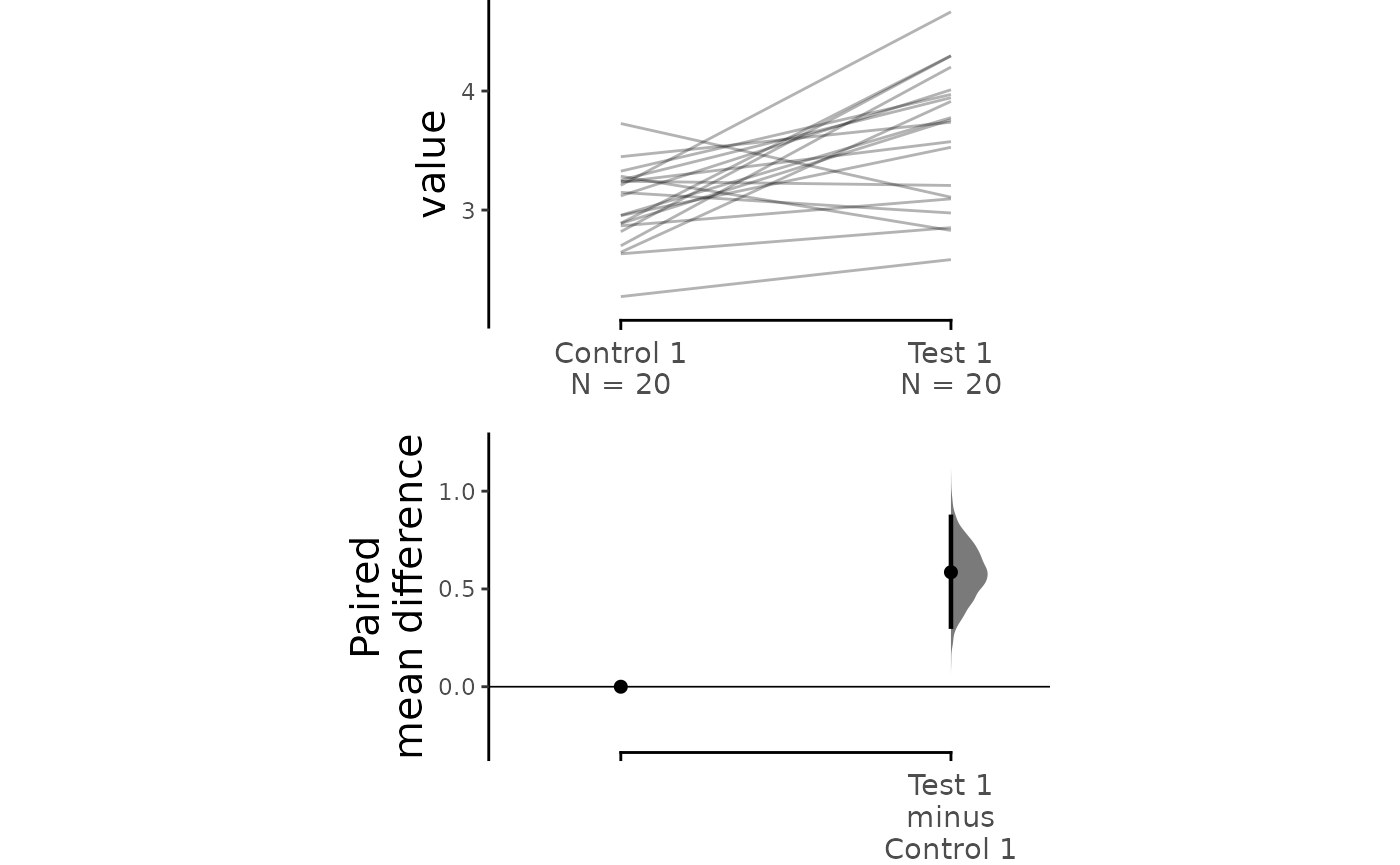 value
4
3
Control 1
N = 20
Test 1
N = 20
Paired
mean difference
1.0
0.5
0.0
Test 1
minus
Control 1